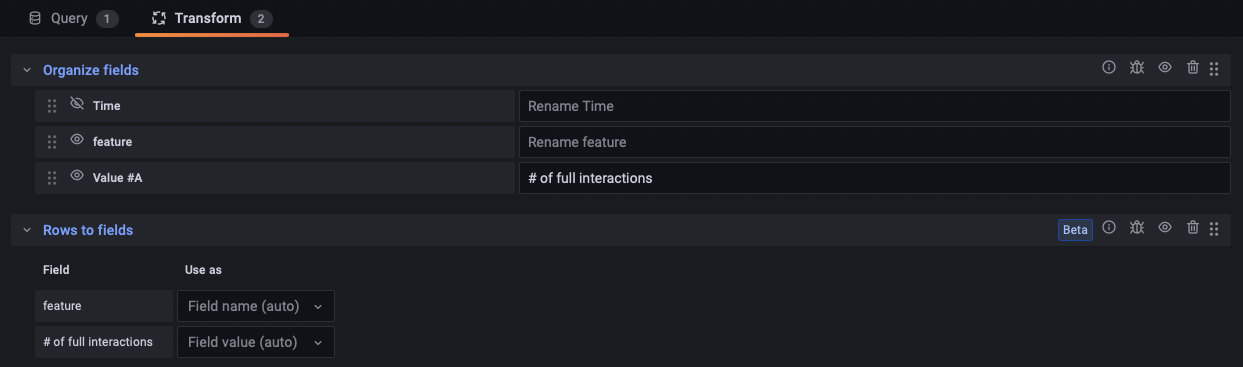 Query 1 Transform 2
Organize fields
Time Rename Time
feature Rename feature
Value #A # of full interactions
Rows to fields Beta
Field Use as
feature Field name (auto)
# of full interactions Field value (auto)